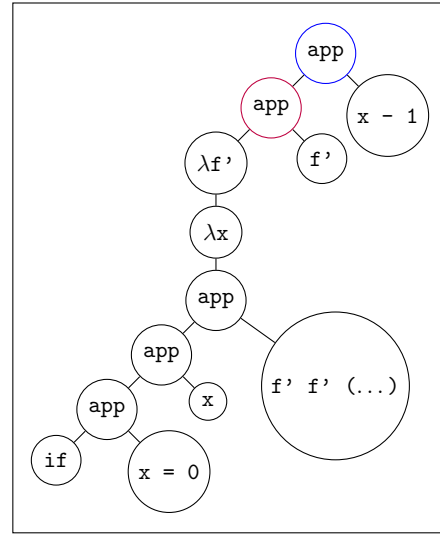 app
app
x - 1
λf'
f'
λx
app
app
f' f' (...)
app
x
if
x = 0